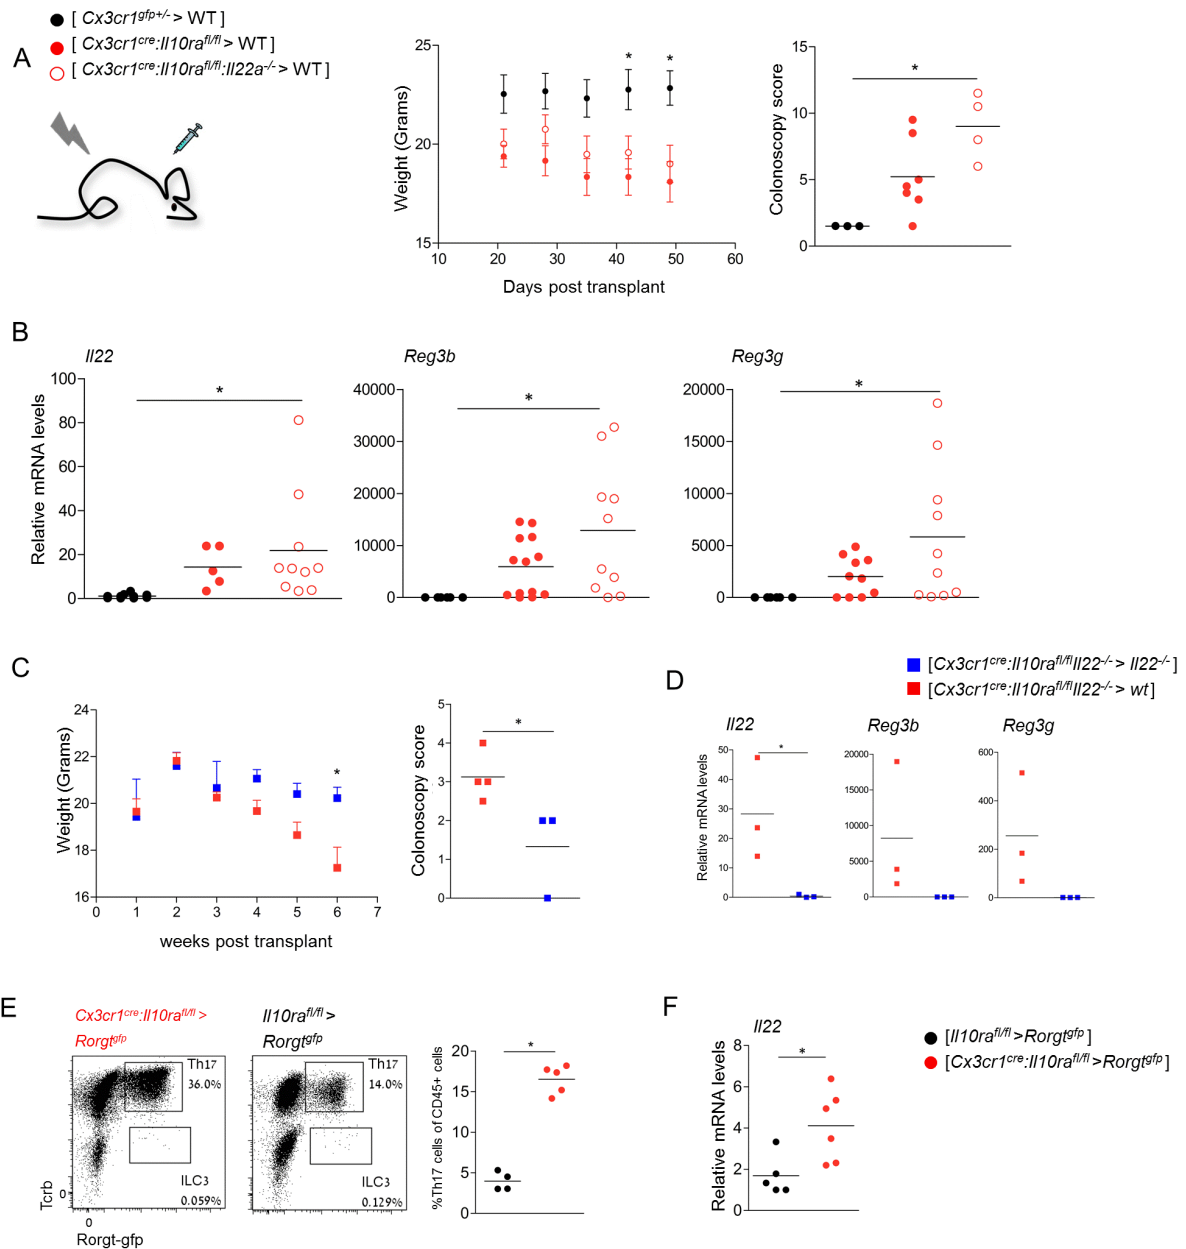 [ Cx3cr1gfp+/- > WT ]
[ Cx3cr1cre:Il10rafl/fl > WT ]
[ Cx3cr1cre:Il10rafl/fl:Il22a-/- > WT ]
A
Weight (Grams)
25
20
15
10 20 30 40 50 60
Days post transplant
* *
Colonoscopy score
15
10
5
0
*
B
Il22
Relative mRNA levels
100
80
60
40
20
0
*
Reg3b
40000
30000
20000
10000
0
*
Reg3g
20000
15000
10000
5000
0
*
C
Weight (Grams)
24
22
20
18
16
0 1 2 3 4 5 6 7
weeks post transplant
*
Colonoscopy score
5
4
3
2
1
0
*
D
[Cx3cr1cre:Il10rafl/flIl22-/- > Il22-/- ]
[Cx3cr1cre:Il10rafl/flIl22-/- > wt ]
Il22
Relative mRNA levels
50
40
30
20
10
0
*
Reg3b
20000
15000
10000
5000
0
Reg3g
600
400
200
0
E
Cx3cr1cre:Il10rafl/fl >
Rorgtgfp
Th17
36.0%
ILC3
0.059%
Tcrb
0
0
Rorgt-gfp
Il10rafl/fl >
Rorgtgfp
Th17
14.0%
ILC3
0.129%
%Th17 cells of CD45+ cells
20
15
10
5
0
*
F
Il22
Relative mRNA levels
8
6
4
2
0
*
[Il10rafl/fl >Rorgtgfp ]
[Cx3cr1cre:Il10rafl/fl >Rorgtgfp ]